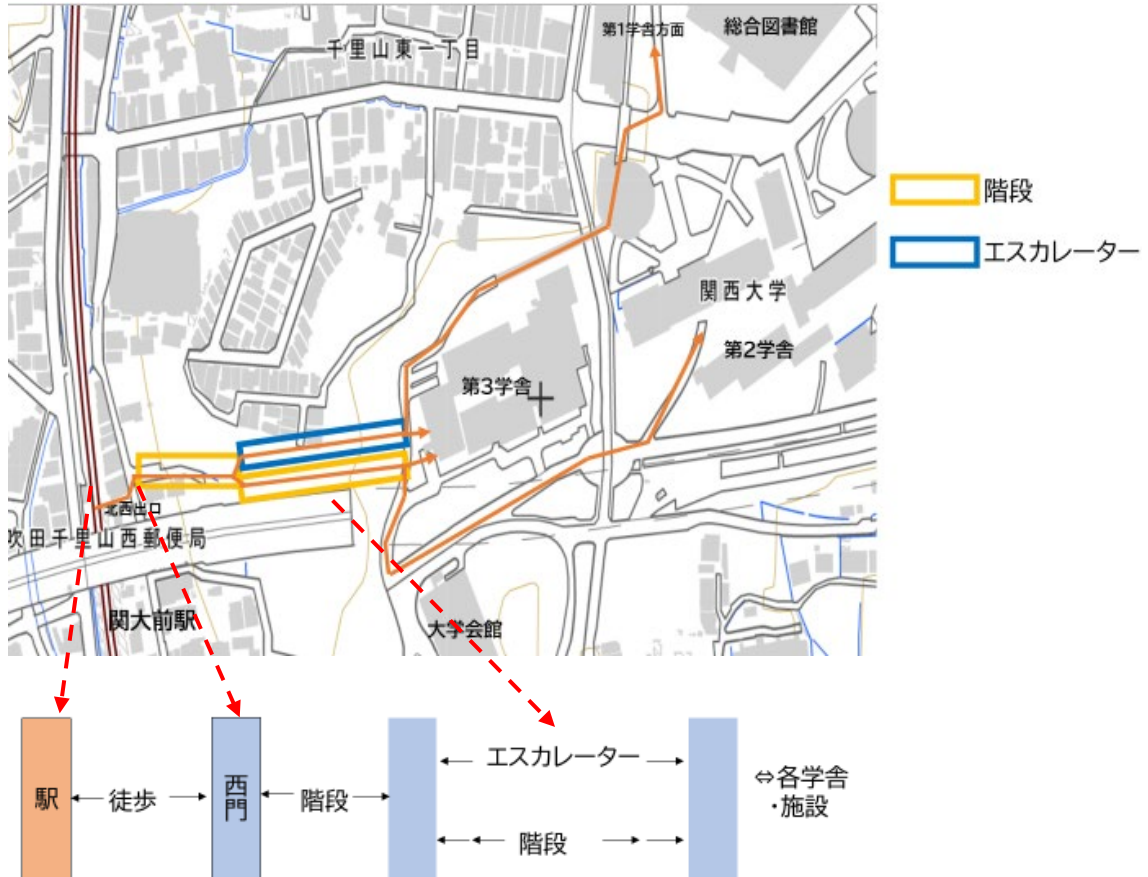 第1学舎方面
総合図書館
千里山東一丁目
階段
エスカレーター
関西大学
第2学舎
第3学舎
北西出口
吹田千里山西郵便局
関大前駅
大学会館
駅
徒歩
西門
階段
エスカレーター
階段
⇔各学舎
・施設